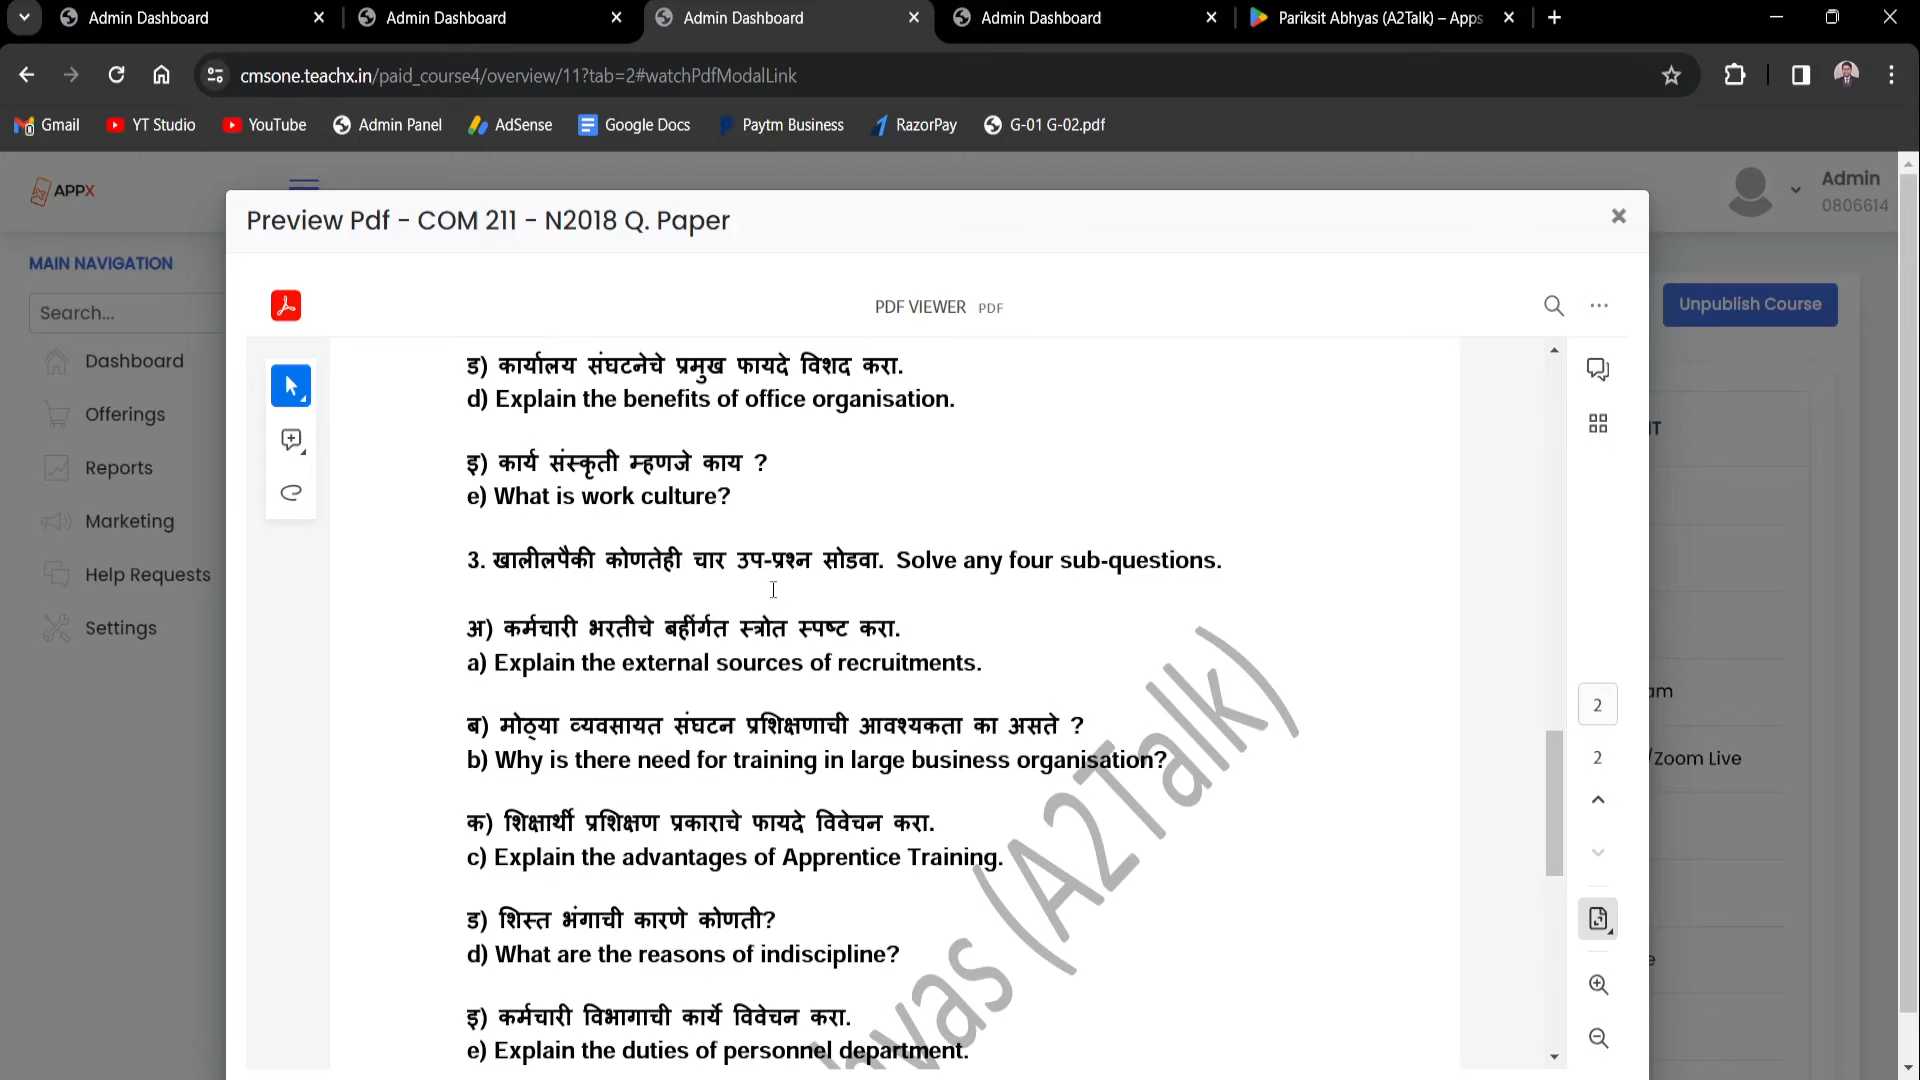 Admin Dashboard
Admin Dashboard
Admin Dashboard
Admin Dashboard
Pariksit Abhyas (A2Talk) – Apps
cmsone.teachx.in/paid_course4/overview/11?tab=2#watchPdfModalLink
Gmail
YT Studio
YouTube
Admin Panel
AdSense
Google Docs
Paytm Business
RazorPay
G-01 G-02.pdf
APPX
Admin
0806614
Preview Pdf - COM 211 - N2018 Q. Paper
MAIN NAVIGATION
Search...
Dashboard
Offerings
Reports
Marketing
Help Requests
Settings
Unpublish Course
PDF VIEWER PDF
ड) कार्यालय संघटनेचे प्रमुख फायदे विशद करा.
d) Explain the benefits of office organisation.
इ) कार्य संस्कृती म्हणजे काय ?
e) What is work culture?
3. खालीलपैकी कोणतेही चार उप-प्रश्न सोडवा. Solve any four sub-questions.
अ) कर्मचारी भरतीचे बहींर्गत स्त्रोत स्पष्ट करा.
a) Explain the external sources of recruitments.
ब) मोठ्या व्यवसायत संघटन प्रशिक्षणाची आवश्यकता का असते ?
b) Why is there need for training in large business organisation?
क) शिक्षार्थी प्रशिक्षण प्रकाराचे फायदे विवेचन करा.
c) Explain the advantages of Apprentice Training.
ड) शिस्त भंगाची कारणे कोणती?
d) What are the reasons of indiscipline?
इ) कर्मचारी विभागाची कार्ये विवेचन करा.
e) Explain the duties of personnel department.
hyas (A2Talk)
2
2
/Zoom Live